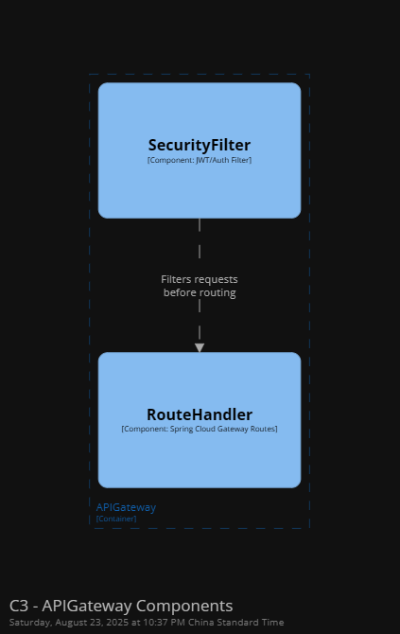 SecurityFilter
[Component: JWT/Auth Filter]
Filters requests
before routing
RouteHandler
[Component: Spring Cloud Gateway Routes]
APIGateway
[Container]
C3 - APIGateway Components
Saturday, August 23, 2025 at 10:37 PM China Standard Time